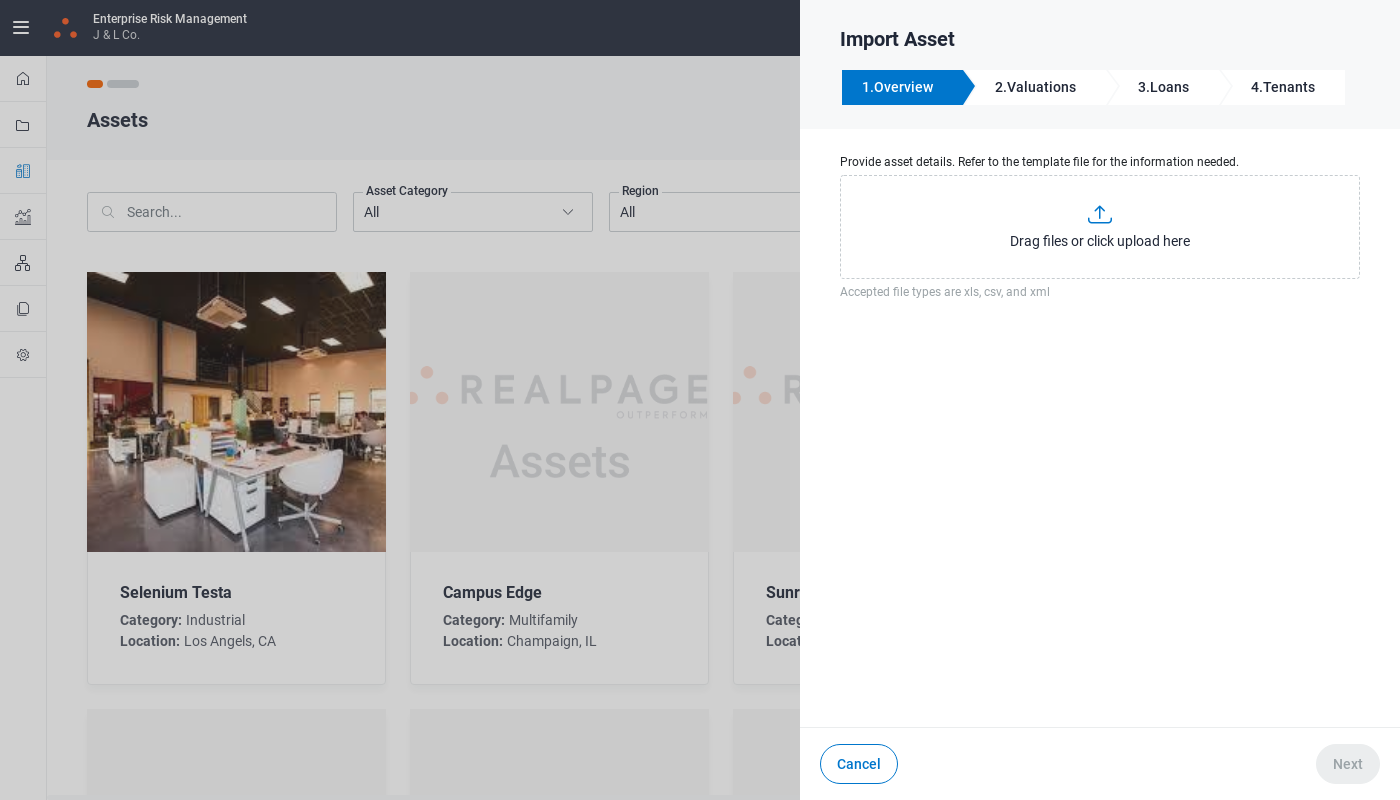 Enterprise Risk Management
J & L Co.
Assets
Search...
Asset Category
All
Region
All
REALPAGE
OUTPERFORM
Assets
R
Selenium Testa
Category: Industrial
Location: Los Angels, CA
Campus Edge
Category: Multifamily
Location: Champaign, IL
Sunr
Categ
Locat
Import Asset
1.Overview
2.Valuations
3.Loans
4.Tenants
Provide asset details. Refer to the template file for the information needed.
Drag files or click upload here
Accepted file types are xls, csv, and xml
Cancel
Next